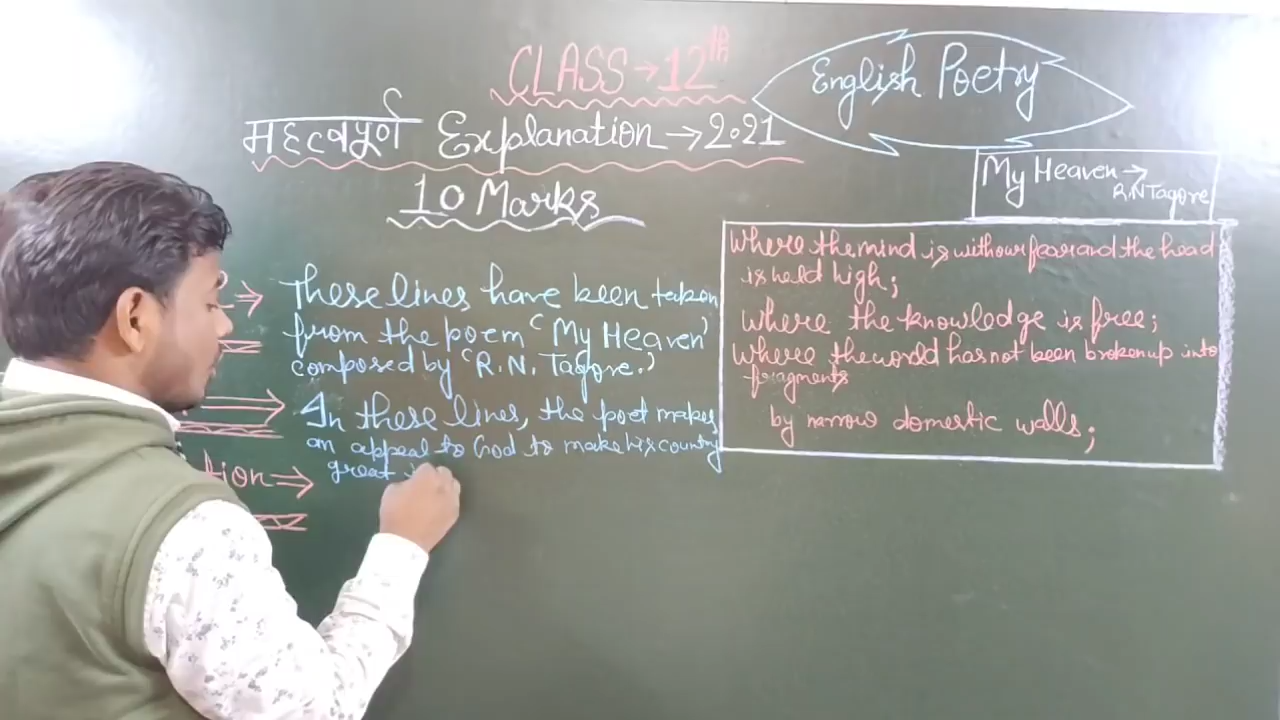 CLASS → 12th
English Poetry
महत्वपूर्ण Explanation → 2021
10 Marks
My Heaven →
R.N Tagore
Where the mind is without fear and the head
is held high;
Where the knowledge is free;
Where the world has not been broken up into
fragments
by narrow domestic walls;
These lines have been taken
from the poem 'My Heaven'
composed by 'R.N. Tagore.'
In these lines, the poet makes
an appeal to God to make his country
great
tion →